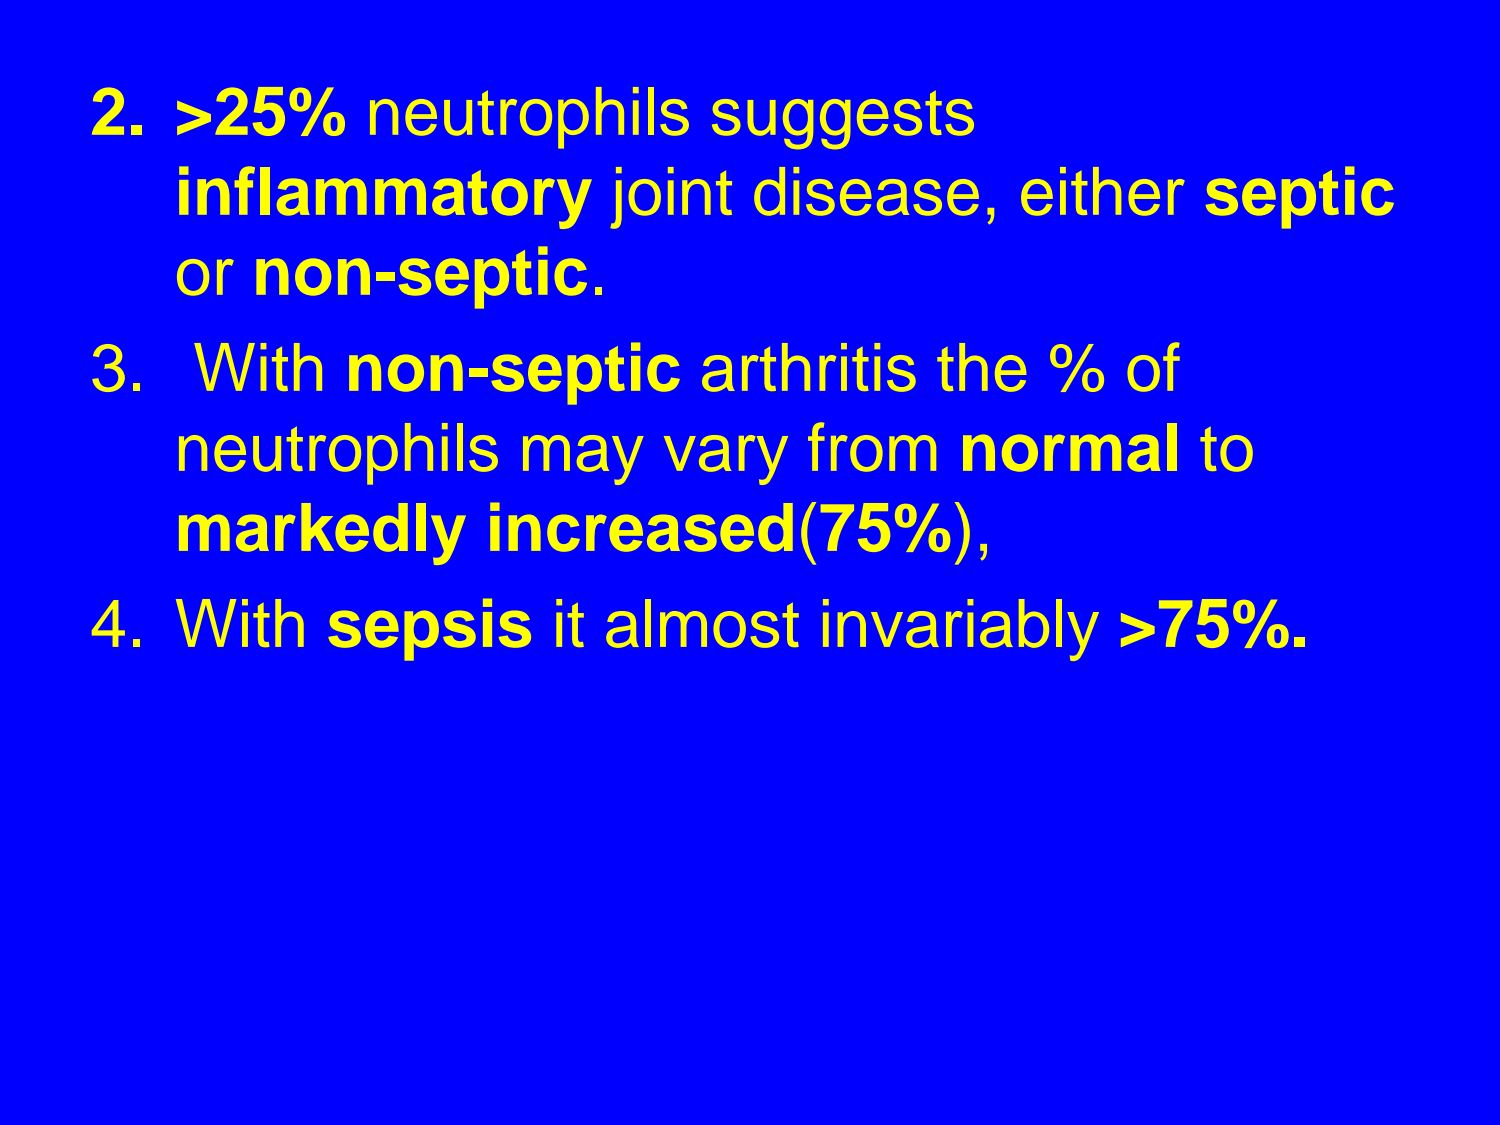 2. >25% neutrophils suggests
inflammatory joint disease, either septic
or non-septic.
3. With non-septic arthritis the % of
neutrophils may vary from normal to
markedly increased(75%),
4. With sepsis it almost invariably >75%.